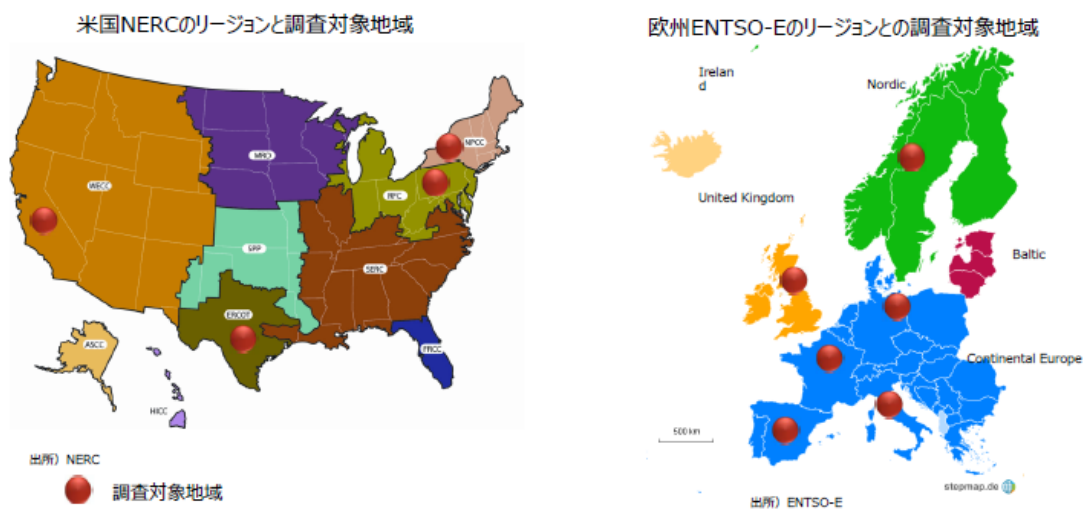 米国NERCのリージョンと調査対象地域
WECC
MRO
NPCC
RFC
SPP
SERC
ERCOT
FRCC
ASCC
HICC
出所）NERC
調査対象地域
欧州ENTSO-Eのリージョンとの調査対象地域
Irelan
d
Nordic
United Kingdom
Baltic
Continental Europe
500 km
stepmap.de
出所）ENTSO-E